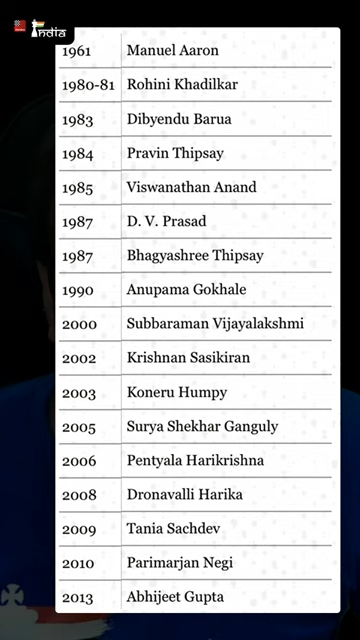 India
1961 Manuel Aaron
1980-81 Rohini Khadilkar
1983 Dibyendu Barua
1984 Pravin Thipsay
1985 Viswanathan Anand
1987 D. V. Prasad
1987 Bhagyashree Thipsay
1990 Anupama Gokhale
2000 Subbaraman Vijayalakshmi
2002 Krishnan Sasikiran
2003 Koneru Humpy
2005 Surya Shekhar Ganguly
2006 Pentyala Harikrishna
2008 Dronavalli Harika
2009 Tania Sachdev
2010 Parimarjan Negi
2013 Abhijeet Gupta